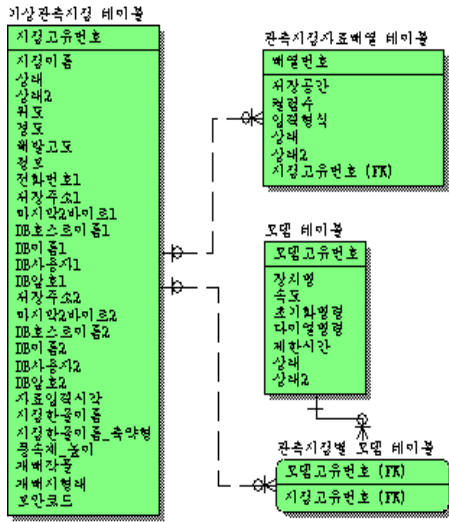 기상관측지점 테이블
지점고유번호
지점이름
상태
상태2
위도
경도
해발고도
정보
전화번호1
저장주소1
마지막2바이트1
DB호스트이름1
DB이름1
DB사용자1
DB암호1
저장주소2
마지막2바이트2
DB호스트이름2
DB이름2
DB사용자2
DB암호2
자료입력시각
지점한글이름
지점한글이름_축약형
풍속계_높이
재배작물
재배지형태
보안코드
관측지점자료배열 테이블
배열번호
저장공간
컬럼수
입력형식
상태
상태2
지점고유번호 (FK)
모뎀 테이블
모뎀고유번호
장치명
속도
초기화명령
다이얼명령
제한시간
상태
상태2
관측지점별 모뎀 테이블
모뎀고유번호 (FK)
지점고유번호 (FK)